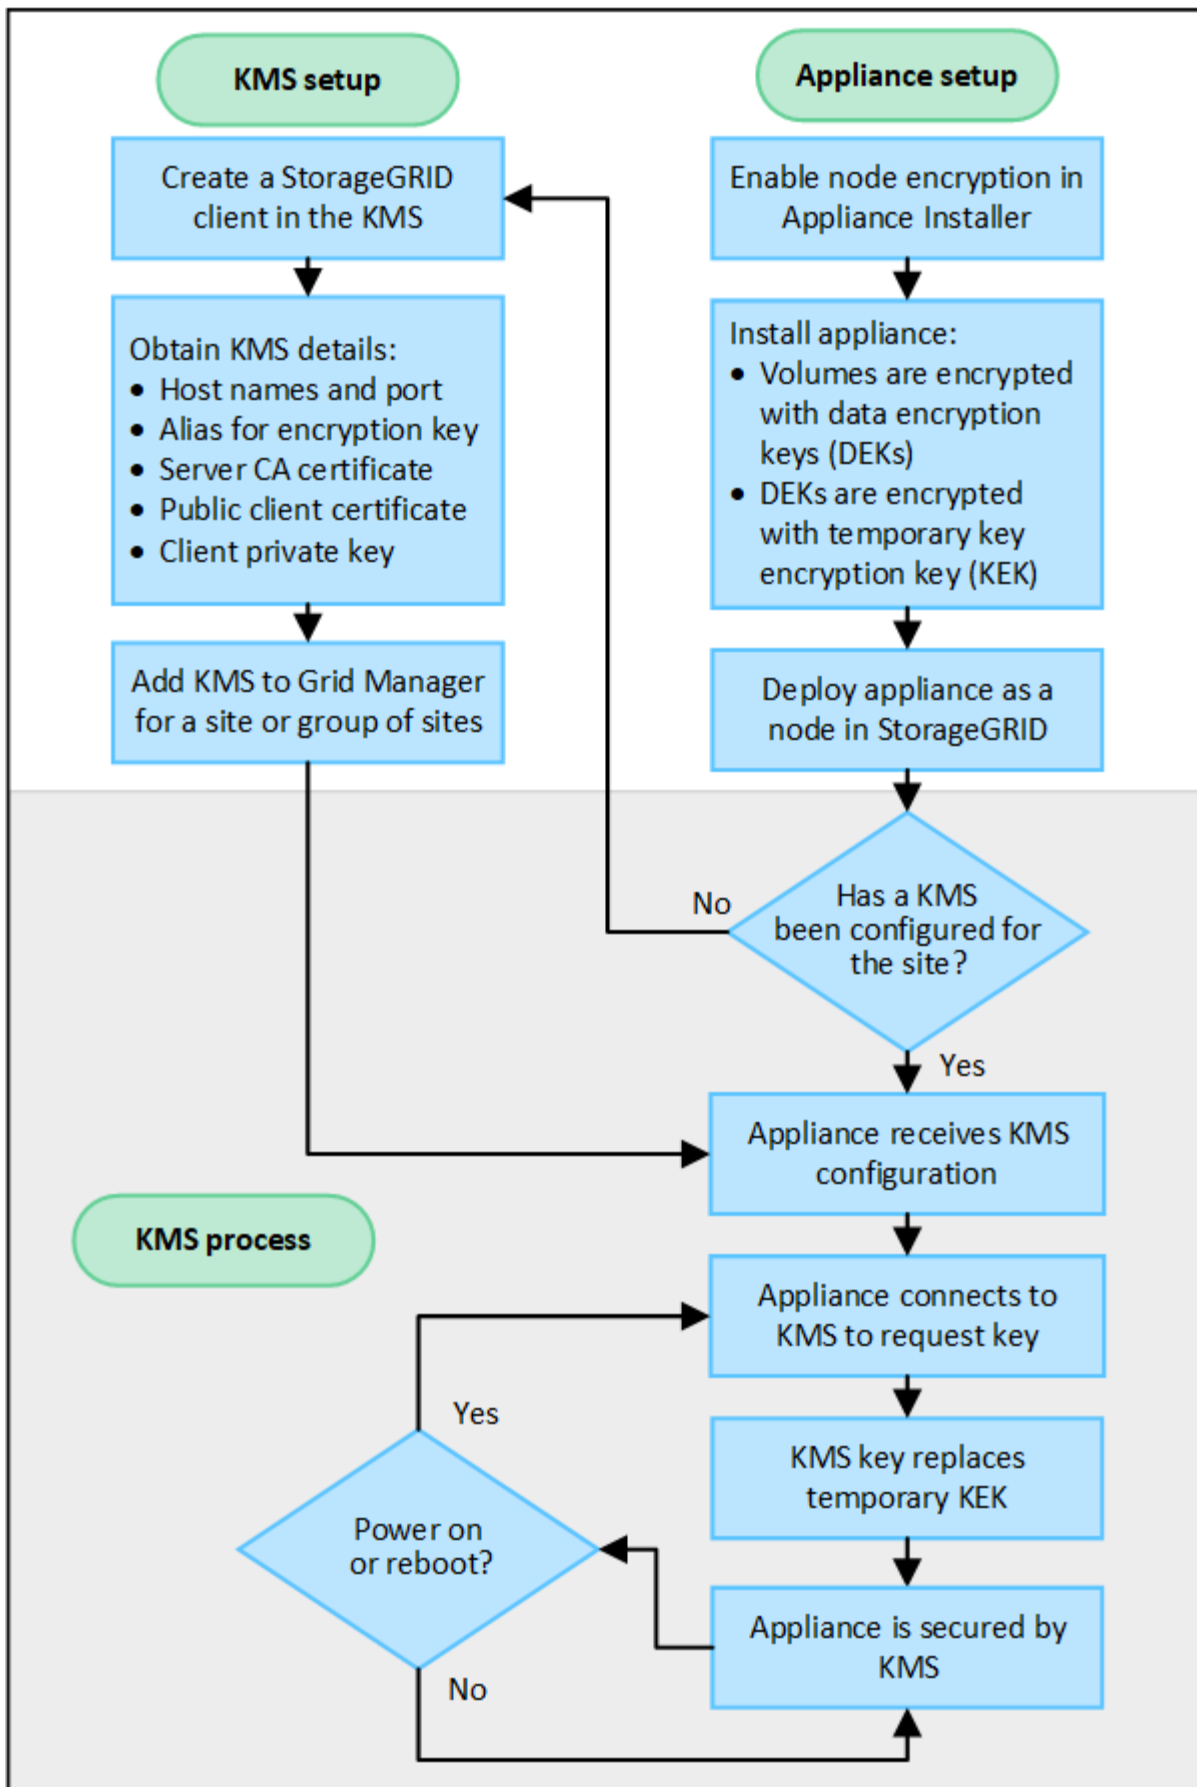 KMS setup
Create a StorageGRID
client in the KMS
Obtain KMS details:
• Host names and port
• Alias for encryption key
• Server CA certificate
• Public client certificate
• Client private key
Add KMS to Grid Manager
for a site or group of sites
Appliance setup
Enable node encryption in
Appliance Installer
Install appliance:
• Volumes are encrypted
with data encryption
keys (DEKs)
• DEKs are encrypted
with temporary key
encryption key (KEK)
Deploy appliance as a
node in StorageGRID
Has a KMS
been configured for
the site?
No
Yes
Appliance receives KMS
configuration
KMS process
Appliance connects to
KMS to request key
KMS key replaces
temporary KEK
Appliance is secured by
KMS
Power on
or reboot?
Yes
No